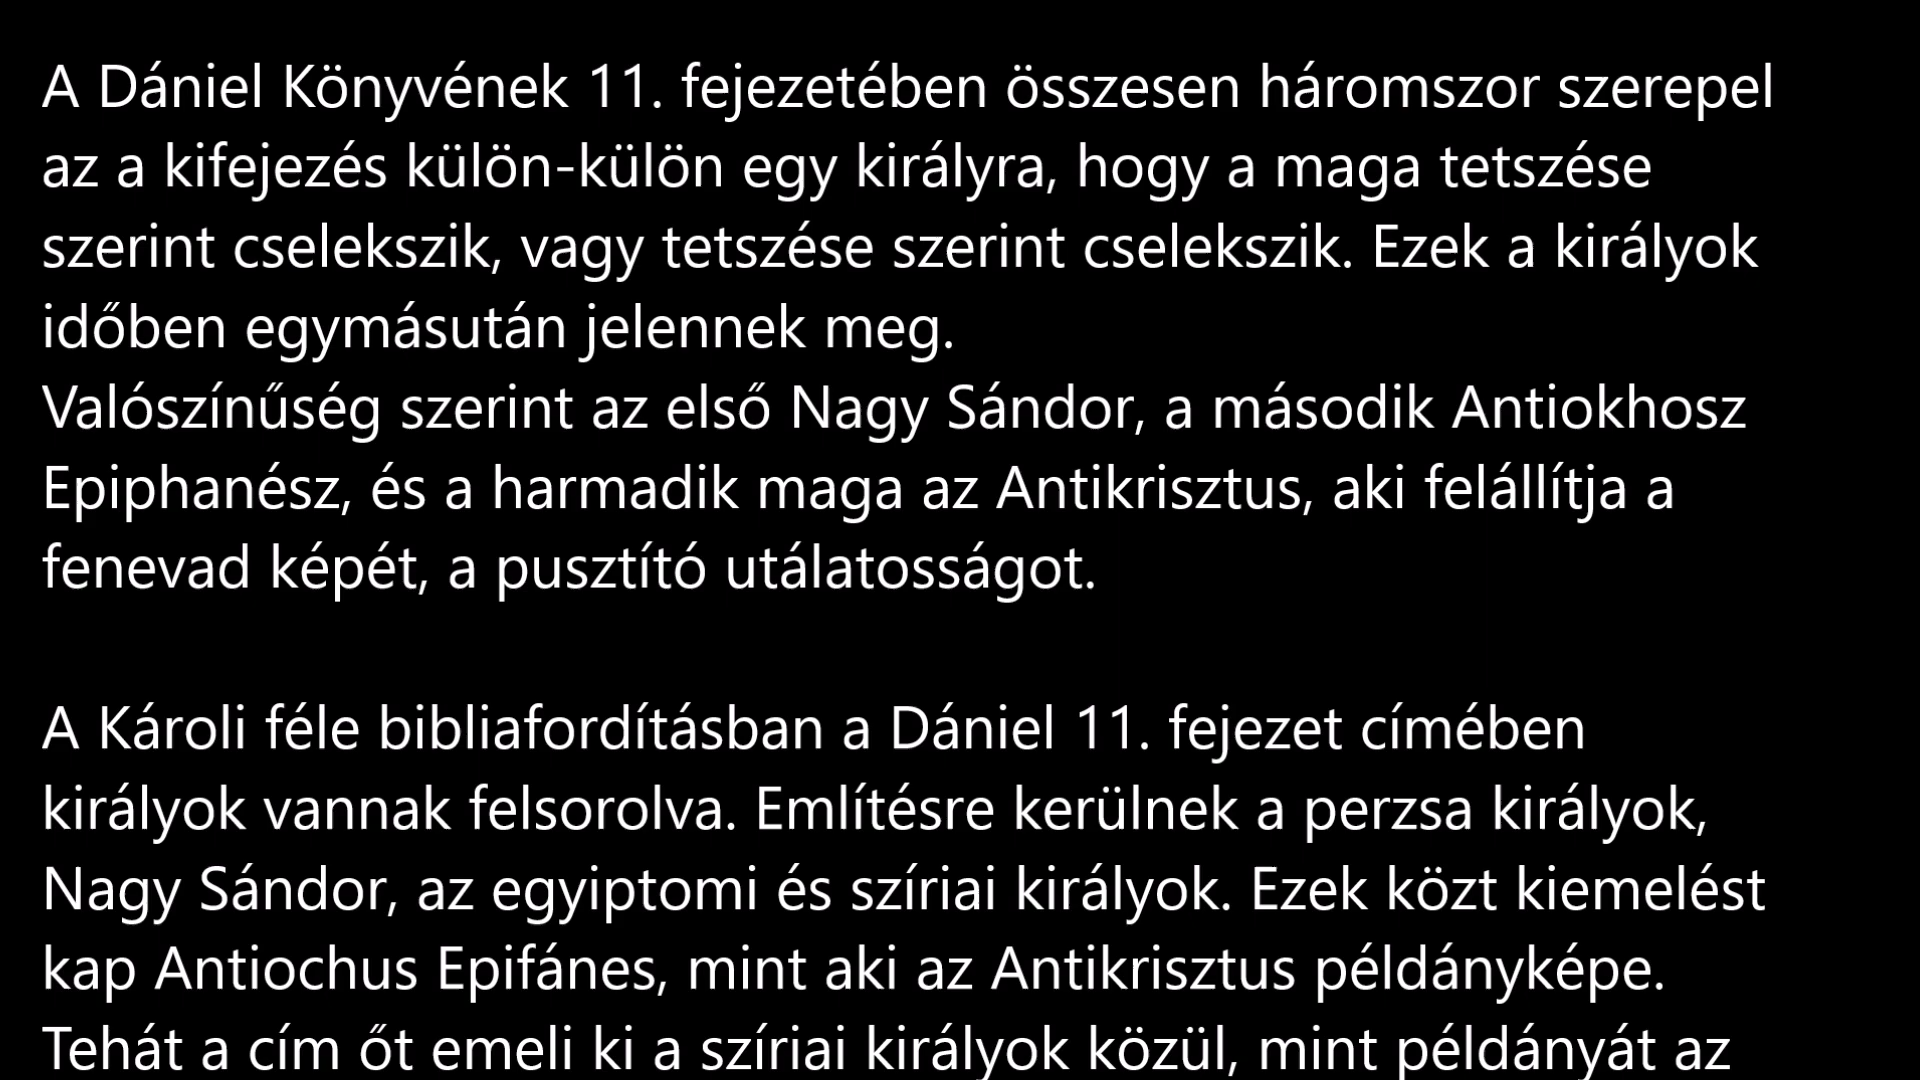 A Dániel Könyvének 11. fejezetében összesen háromszor szerepel
az a kifejezés külön-külön egy királyra, hogy a maga tetszése
szerint cselekszik, vagy tetszése szerint cselekszik. Ezek a királyok
időben egymásután jelennek meg.
Valószínűség szerint az első Nagy Sándor, a második Antiokhosz
Epiphanész, és a harmadik maga az Antikrisztus, aki felállítja a
fenevad képét, a pusztító utálatosságot.
A Károli féle bibliafordításban a Dániel 11. fejezet címében
királyok vannak felsorolva. Említésre kerülnek a perzsa királyok,
Nagy Sándor, az egyiptomi és szíriai királyok. Ezek közt kiemelést
kap Antiochus Epifánes, mint aki az Antikrisztus példányképe.
Tehát a cím őt emeli ki a szíriai királyok közül, mint példányát az